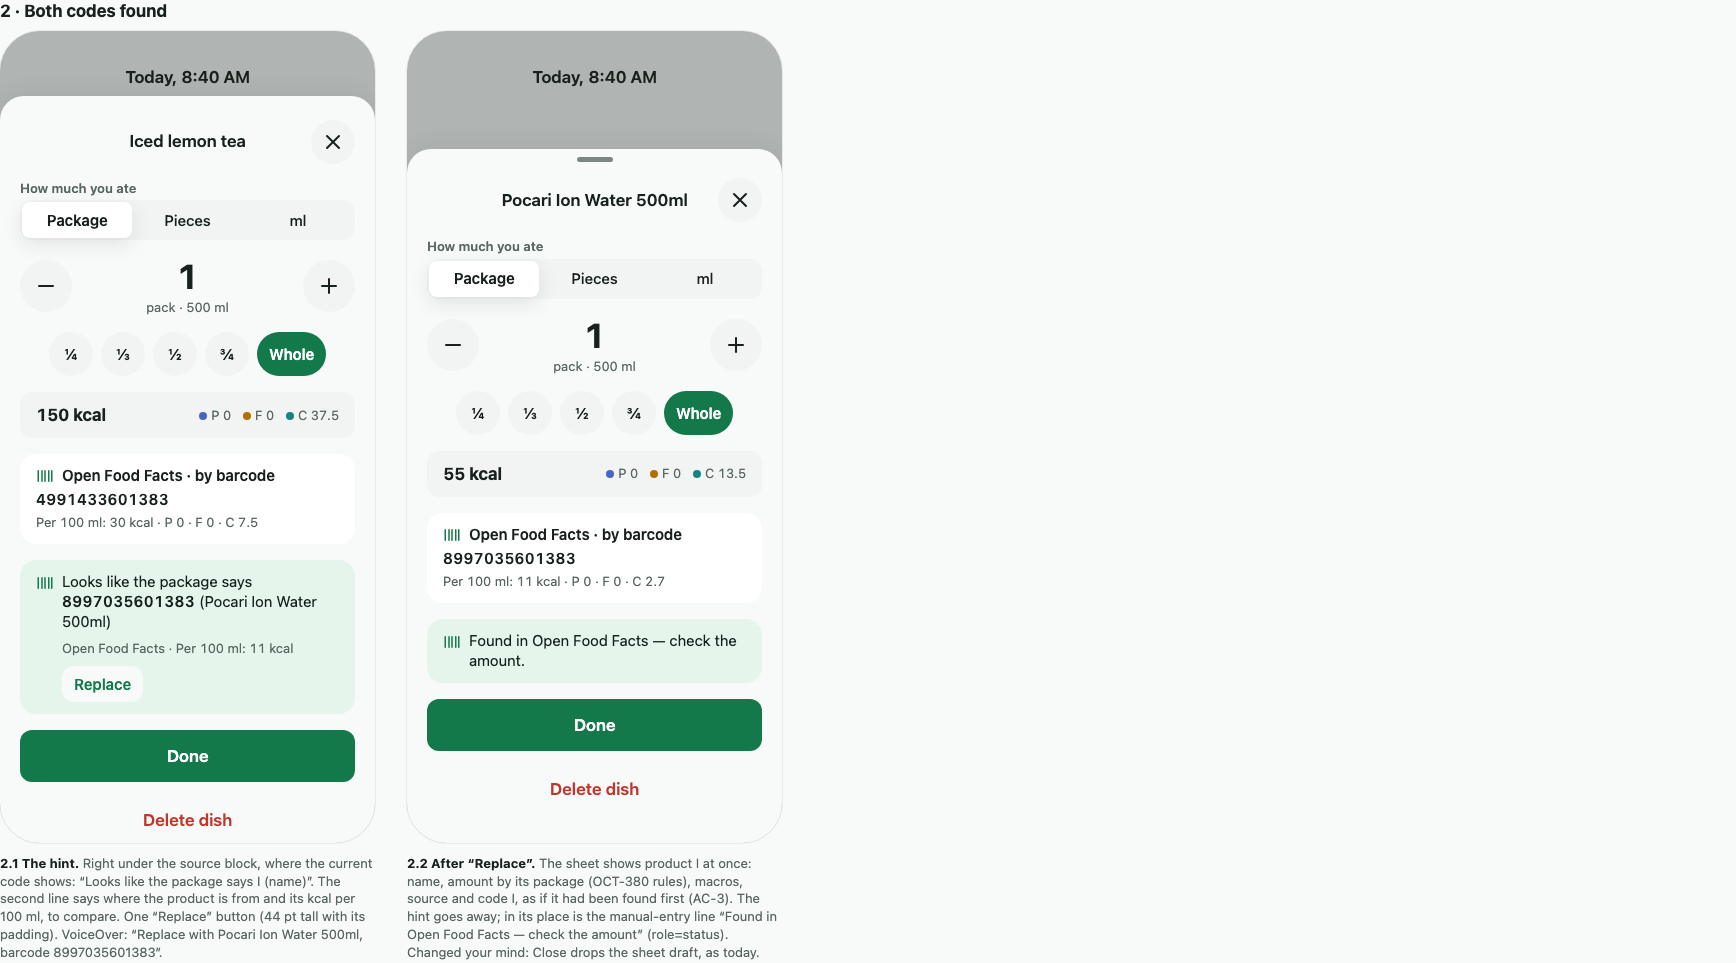 2 · Both codes found
Today, 8:40 AM
Iced lemon tea
How much you ate
Package Pieces ml
1
pack · 500 ml
¼ ⅓ ½ ¾ Whole
150 kcal P 0 F 0 C 37.5
Open Food Facts · by barcode
4991433601383
Per 100 ml: 30 kcal · P 0 · F 0 · C 7.5
Looks like the package says
8997035601383 (Pocari Ion Water
500ml)
Open Food Facts · Per 100 ml: 11 kcal
Replace
Done
Delete dish
2.1 The hint. Right under the source block, where the current
code shows: “Looks like the package says I (name)”. The
second line says where the product is from and its kcal per
100 ml, to compare. One “Replace” button (44 pt tall with its
padding). VoiceOver: “Replace with Pocari Ion Water 500ml,
barcode 8997035601383”.
Today, 8:40 AM
Pocari Ion Water 500ml
How much you ate
Package Pieces ml
1
pack · 500 ml
¼ ⅓ ½ ¾ Whole
55 kcal P 0 F 0 C 13.5
Open Food Facts · by barcode
8997035601383
Per 100 ml: 11 kcal · P 0 · F 0 · C 2.7
Found in Open Food Facts — check the
amount.
Done
Delete dish
2.2 After “Replace”. The sheet shows product I at once:
name, amount by its package (OCT-380 rules), macros,
source and code I, as if it had been found first (AC-3). The
hint goes away; in its place is the manual-entry line “Found in
Open Food Facts — check the amount” (role=status).
Changed your mind: Close drops the sheet draft, as today.